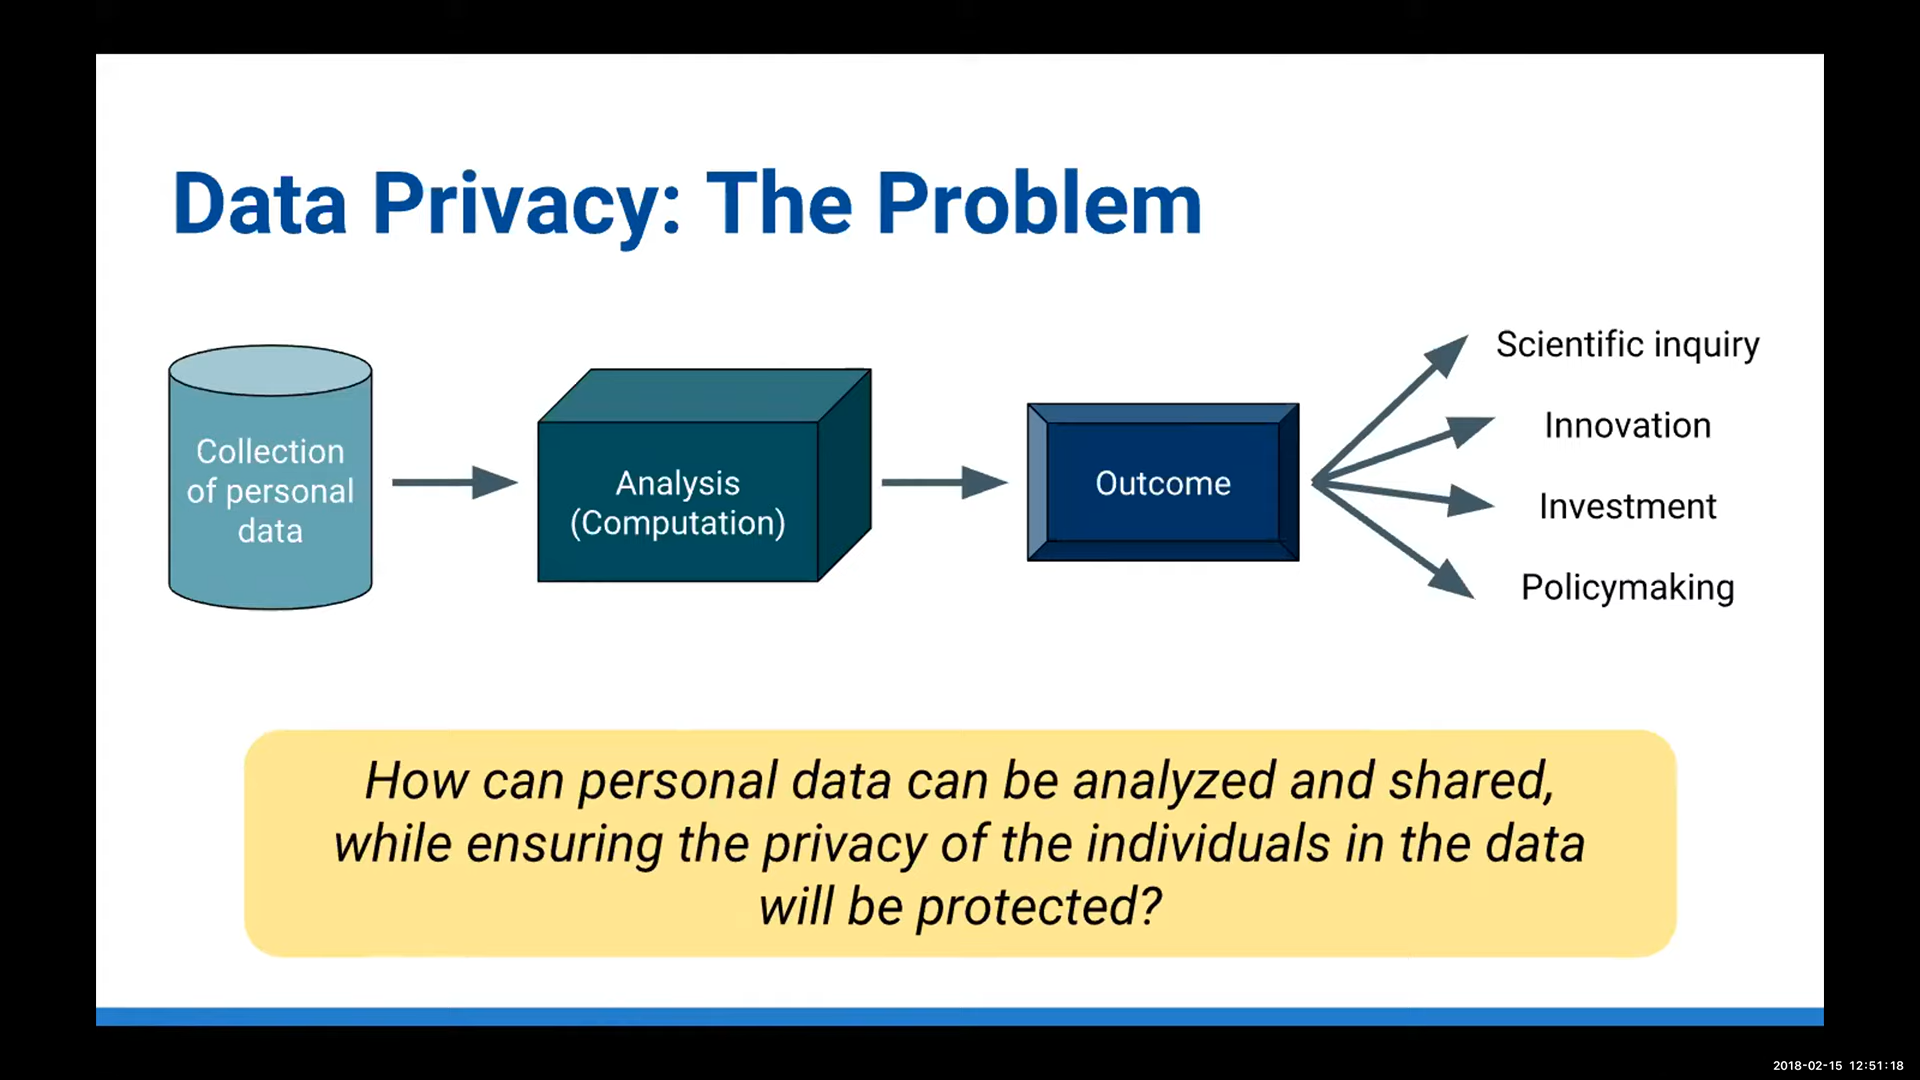 Data Privacy: The Problem
Collection
of personal
data
Analysis
(Computation)
Outcome
Scientific inquiry
Innovation
Investment
Policymaking
How can personal data can be analyzed and shared,
while ensuring the privacy of the individuals in the data
will be protected?
2018-02-15 12:51:18